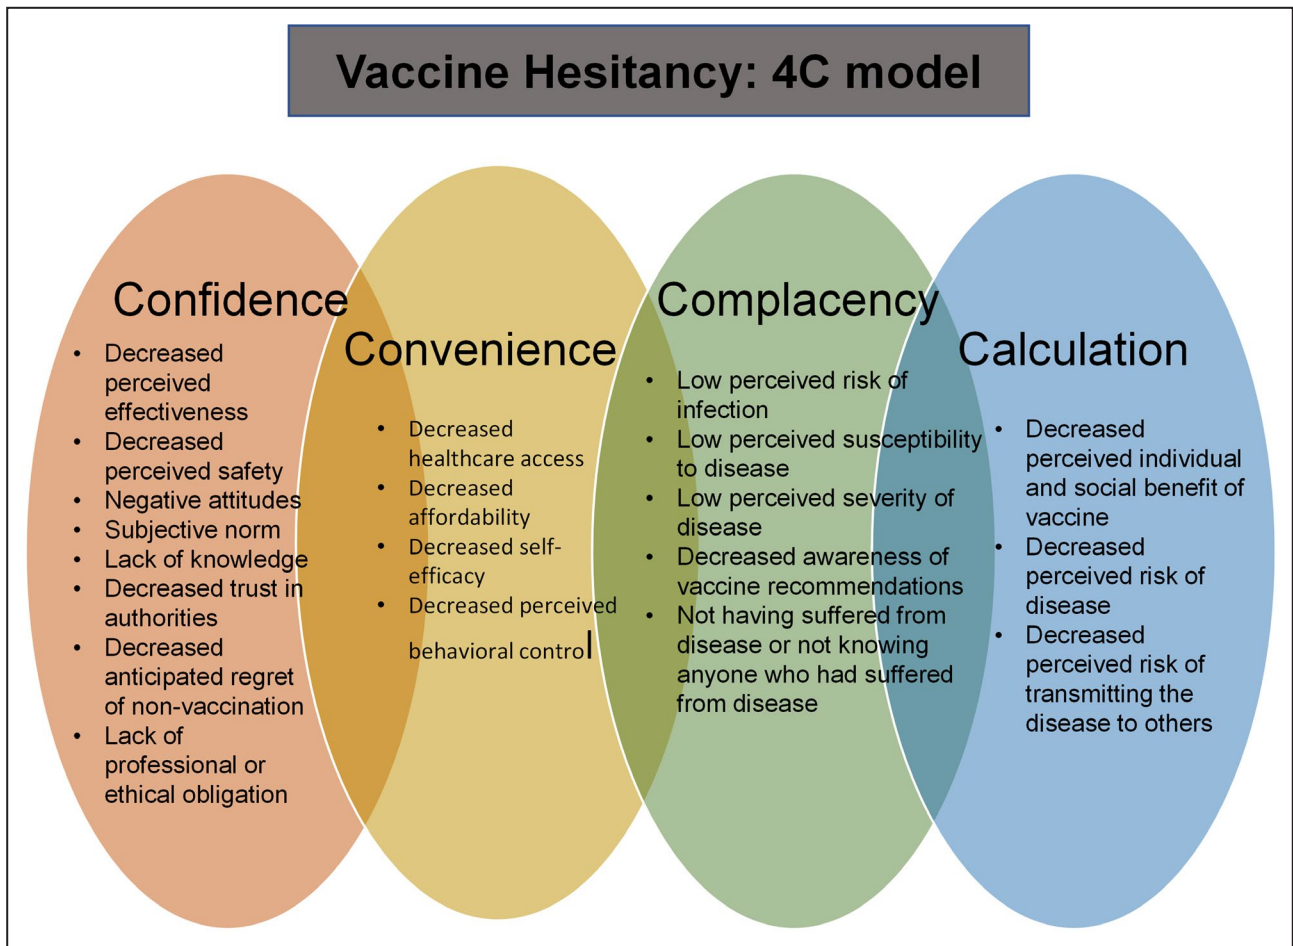 Vaccine Hesitancy: 4C model
Confidence
• Decreased
perceived
effectiveness
• Decreased
perceived safety
• Negative attitudes
• Subjective norm
• Lack of knowledge
• Decreased trust in
authorities
• Decreased
anticipated regret
of non-vaccination
• Lack of
professional or
ethical obligation
Convenience
• Decreased
healthcare access
• Decreased
affordability
• Decreased self-
efficacy
• Decreased perceived
behavioral control
Complacency
• Low perceived risk of
infection
• Low perceived susceptibility
to disease
• Low perceived severity of
disease
• Decreased awareness of
vaccine recommendations
• Not having suffered from
disease or not knowing
anyone who had suffered
from disease
Calculation
• Decreased
perceived individual
and social benefit of
vaccine
• Decreased
perceived risk of
disease
• Decreased
perceived risk of
transmitting the
disease to others